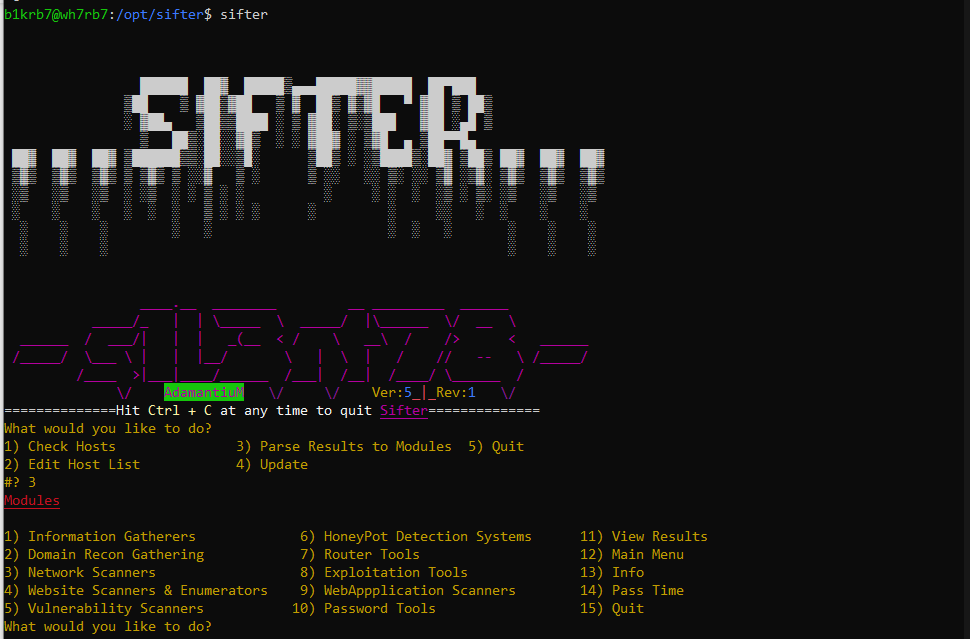 b1krb7@wh7rb7:/opt/sifter$ sifter
SIFTER
AdamantiuM Ver:5_|_Rev:1
==============Hit Ctrl + C at any time to quit Sifter==============
What would you like to do?
1) Check Hosts 3) Parse Results to Modules 5) Quit
2) Edit Host List 4) Update
#? 3
Modules
1) Information Gatherers 6) HoneyPot Detection Systems 11) View Results
2) Domain Recon Gathering 7) Router Tools 12) Main Menu
3) Network Scanners 8) Exploitation Tools 13) Info
4) Website Scanners & Enumerators 9) WebAppplication Scanners 14) Pass Time
5) Vulnerability Scanners 10) Password Tools 15) Quit
What would you like to do?